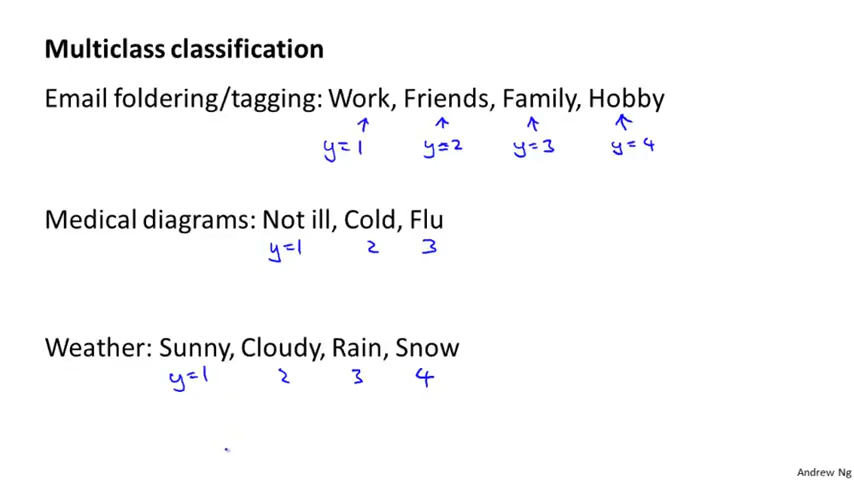 Multiclass classification
Email foldering/tagging: Work, Friends, Family, Hobby
y=1 y=2 y=3 y=4
Medical diagrams: Not ill, Cold, Flu
y=1 2 3
Weather: Sunny, Cloudy, Rain, Snow
y=1 2 3 4
Andrew Ng